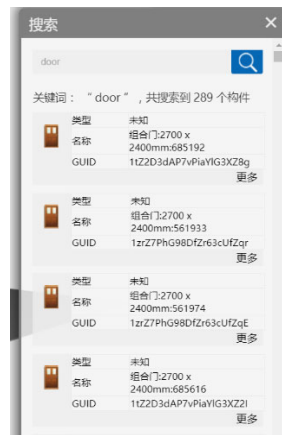 搜索
door
关键词： “ door ” ，共搜索到 289 个构件
类型 未知
名称 组合门:2700 x
2400mm:685192
GUID 1tZ2D3dAP7vPiaYlG3XZ8g
更多
类型 未知
名称 组合门:2700 x
2400mm:561933
GUID 1zrZ7PhG98DfZr63cUfZqr
更多
类型 未知
名称 组合门:2700 x
2400mm:561974
GUID 1zrZ7PhG98DfZr63cUfZqE
更多
类型 未知
名称 组合门:2700 x
2400mm:685616
GUID 1tZ2D3dAP7vPiaYlG3XZ2l
更多